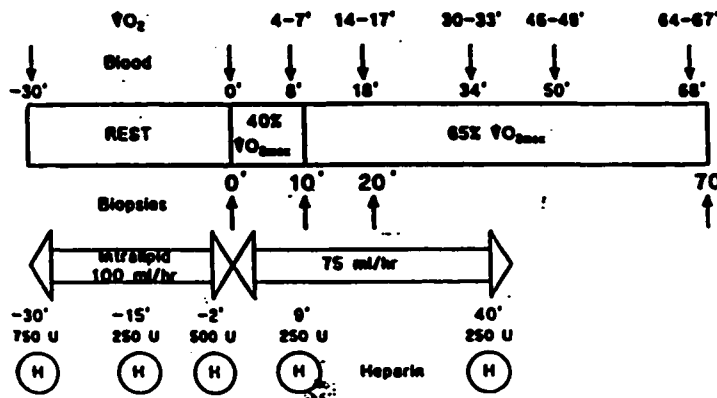 V̇O₂ 4-7' 14-17' 30-33' 46-49' 64-67'
Blood
-30' 0' 8' 18' 34' 50' 68'
REST 40% V̇O₂max 65% V̇O₂max
0' 10' 20' 70'
Biopsies
Intralipid 100 ml/hr 75 ml/hr
-30' -15' -2' 9' 40'
750 U 250 U 500 U 250 U 250 U
H H H H Heparin H